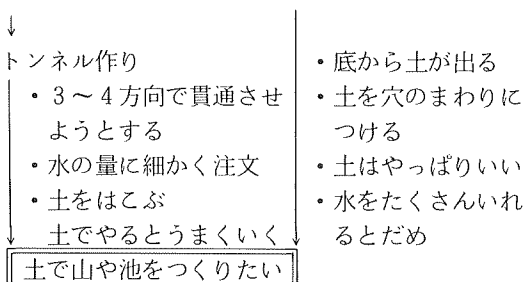 トンネル作り
・3～4方向で貫通させ
ようとする
・水の量に細かく注文
・土をはこぶ
土でやるとうまくいく
・底から土が出る
・土を穴のまわりに
つける
・土はやっぱりいい
・水をたくさんいれ
るとだめ
土で山や池をつくりたい